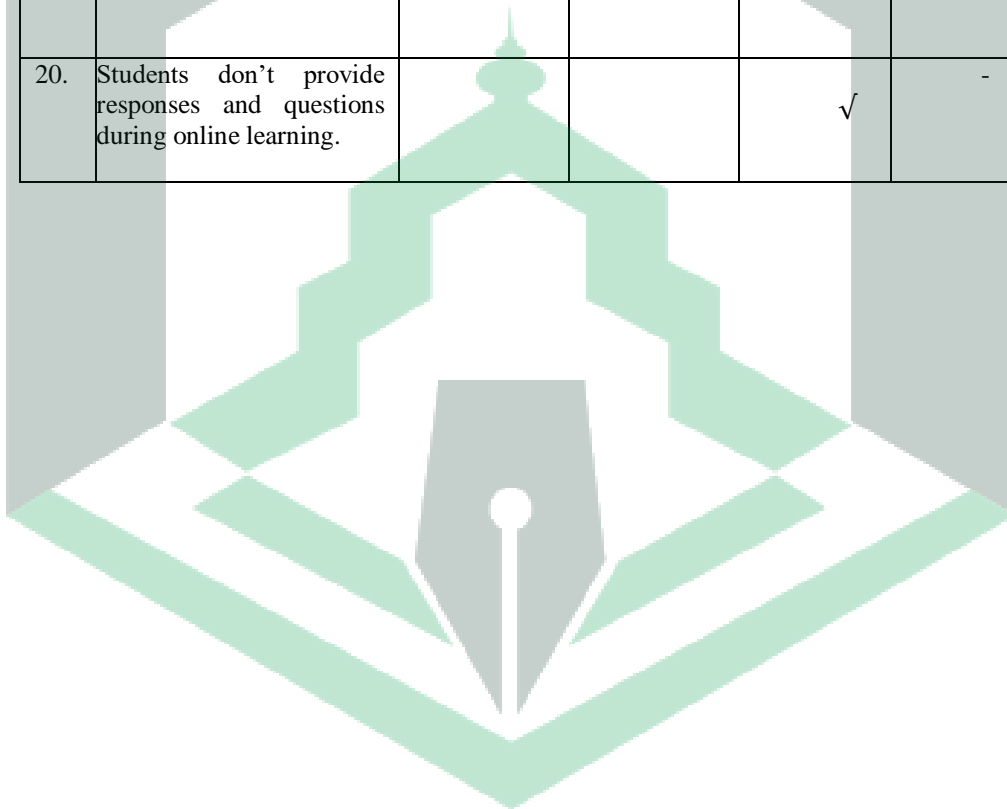 20. Students don't provide -
responses and questions √
during online learning.